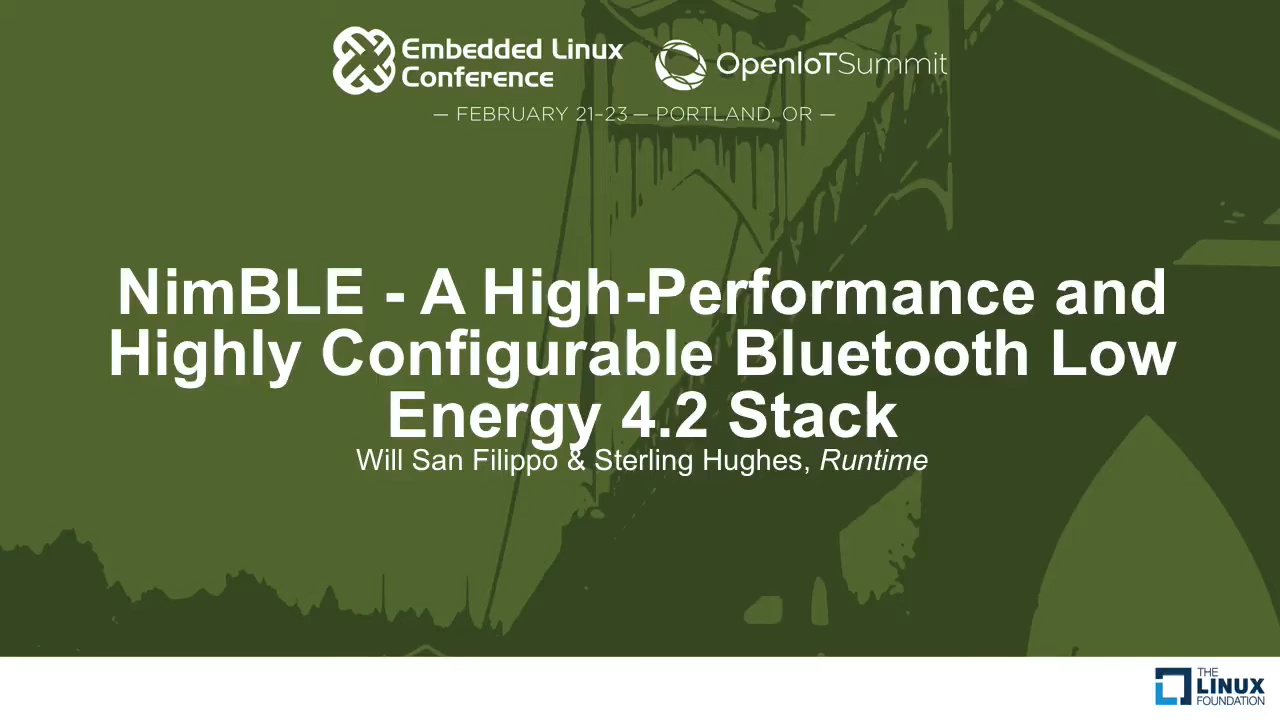 Embedded Linux
Conference
OpenIoTSummit
— FEBRUARY 21–23 — PORTLAND, OR —
NimBLE - A High-Performance and
Highly Configurable Bluetooth Low
Energy 4.2 Stack
Will San Filippo & Sterling Hughes, Runtime
THE
LINUX
FOUNDATION